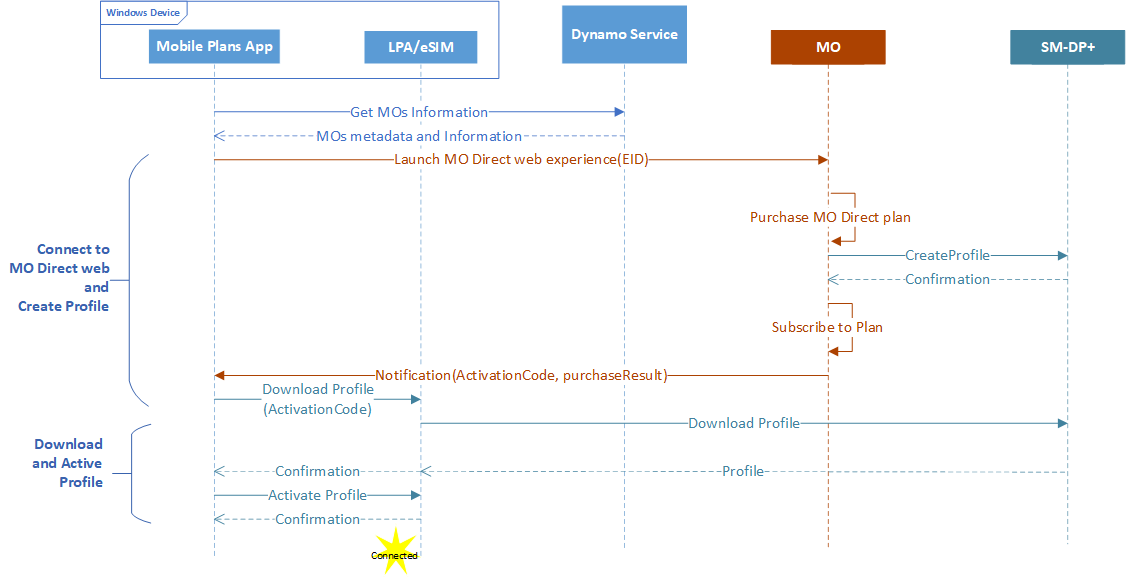 Windows Device
Mobile Plans App
LPA/eSIM
Dynamo Service
MO
SM-DP+
Get MOs Information
MOs metadata and Information
Launch MO Direct web experience(EID)
Purchase MO Direct plan
Connect to
MO Direct web
and
Create Profile
CreateProfile
Confirmation
Subscribe to Plan
Notification(ActivationCode, purchaseResult)
Download Profile
(ActivationCode)
Download Profile
Download
and Active
Profile
Confirmation
Profile
Activate Profile
Confirmation
Connected